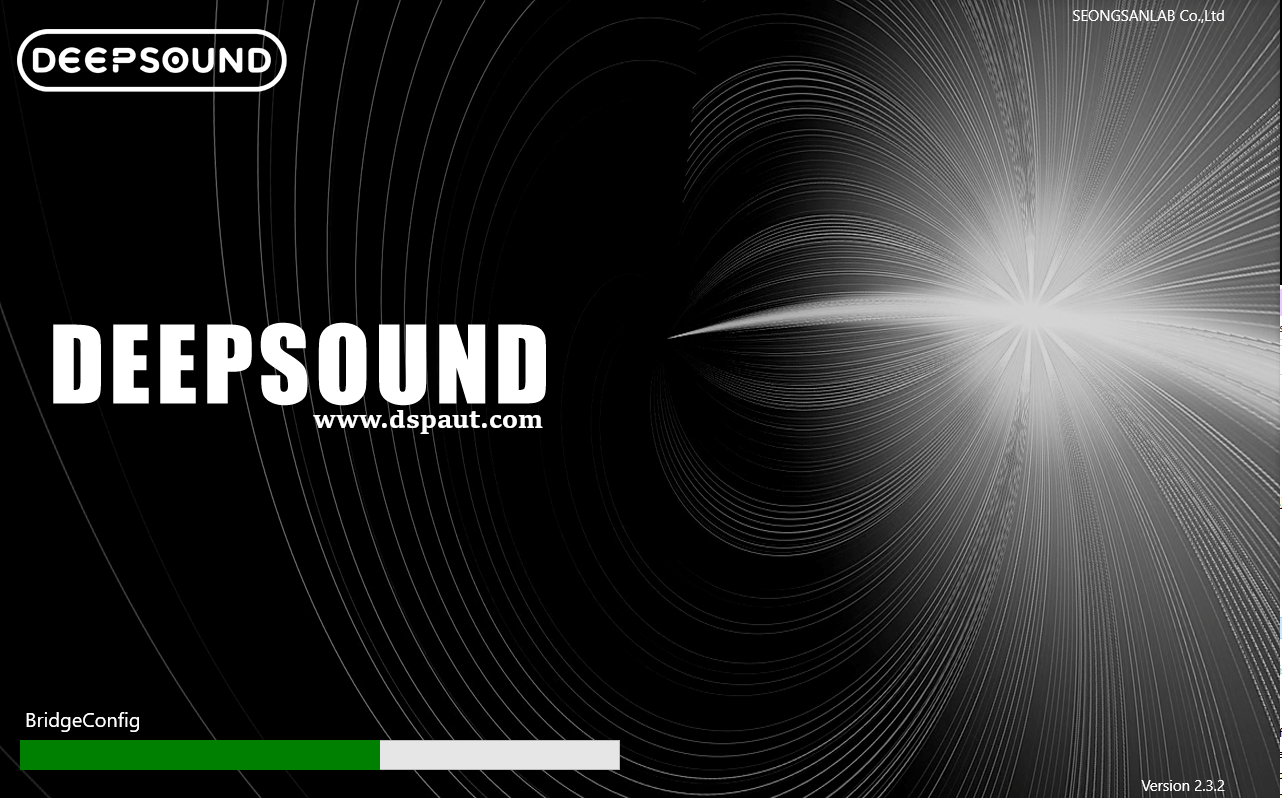 SEONGSANLAB Co.,Ltd
DEEPSOUND
DEEPSOUND
www.dspaut.com
BridgeConfig
Version 2.3.2